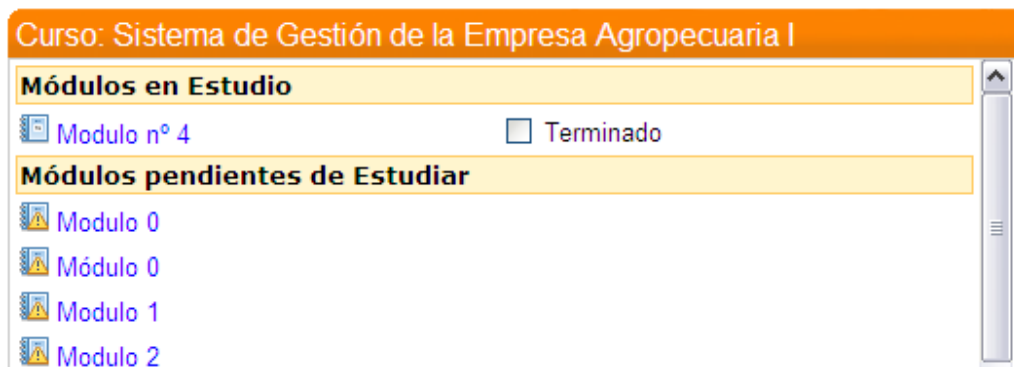 Curso: Sistema de Gestión de la Empresa Agropecuaria I
Módulos en Estudio
Modulo nº 4 Terminado
Módulos pendientes de Estudiar
Modulo 0
Módulo 0
Modulo 1
Modulo 2